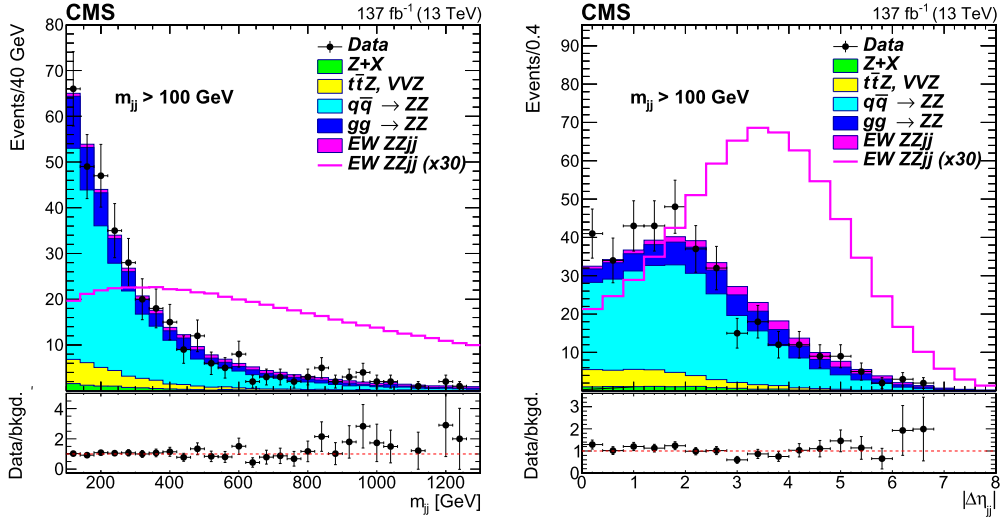 CMS
137 fb⁻¹ (13 TeV)
Events/40 GeV
80
70
60
50
40
30
20
10
m_jj > 100 GeV
Data
Z+X
tt̅Z, VVZ
qq̅ → ZZ
gg → ZZ
EW ZZjj
EW ZZjj (x30)
Data/bkgd.
4
2
0
200 400 600 800 1000 1200
m_jj [GeV]
CMS
137 fb⁻¹ (13 TeV)
Events/0.4
90
80
70
60
50
40
30
20
10
m_jj > 100 GeV
Data
Z+X
tt̅Z, VVZ
qq̅ → ZZ
gg → ZZ
EW ZZjj
EW ZZjj (x30)
Data/bkgd.
3
2
1
0
0 1 2 3 4 5 6 7 8
|Δη_jj|